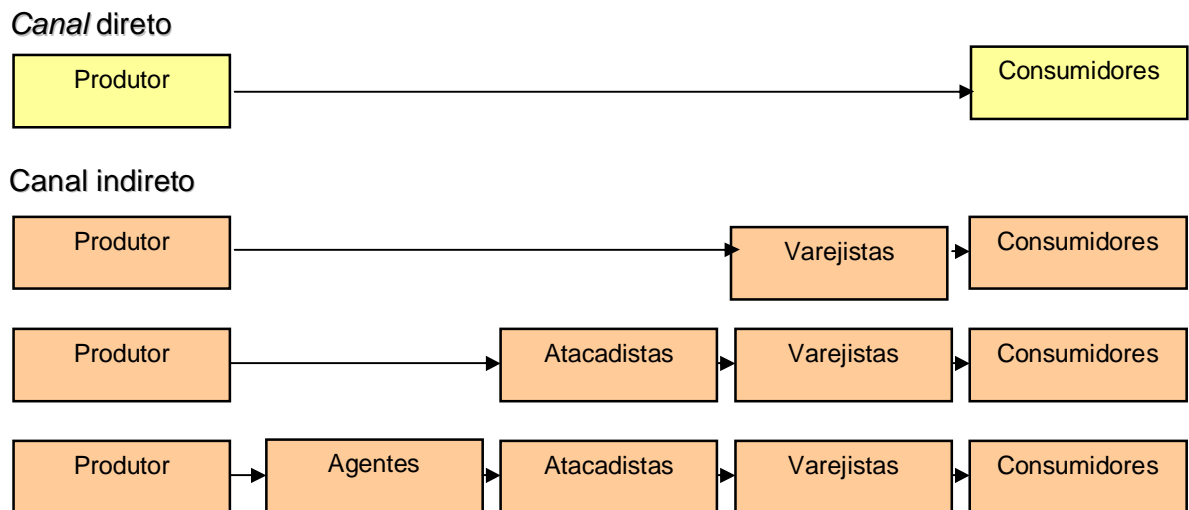 Canal direto
Produtor
Consumidores
Canal indireto
Produtor
Varejistas
Consumidores
Produtor
Atacadistas
Varejistas
Consumidores
Produtor
Agentes
Atacadistas
Varejistas
Consumidores